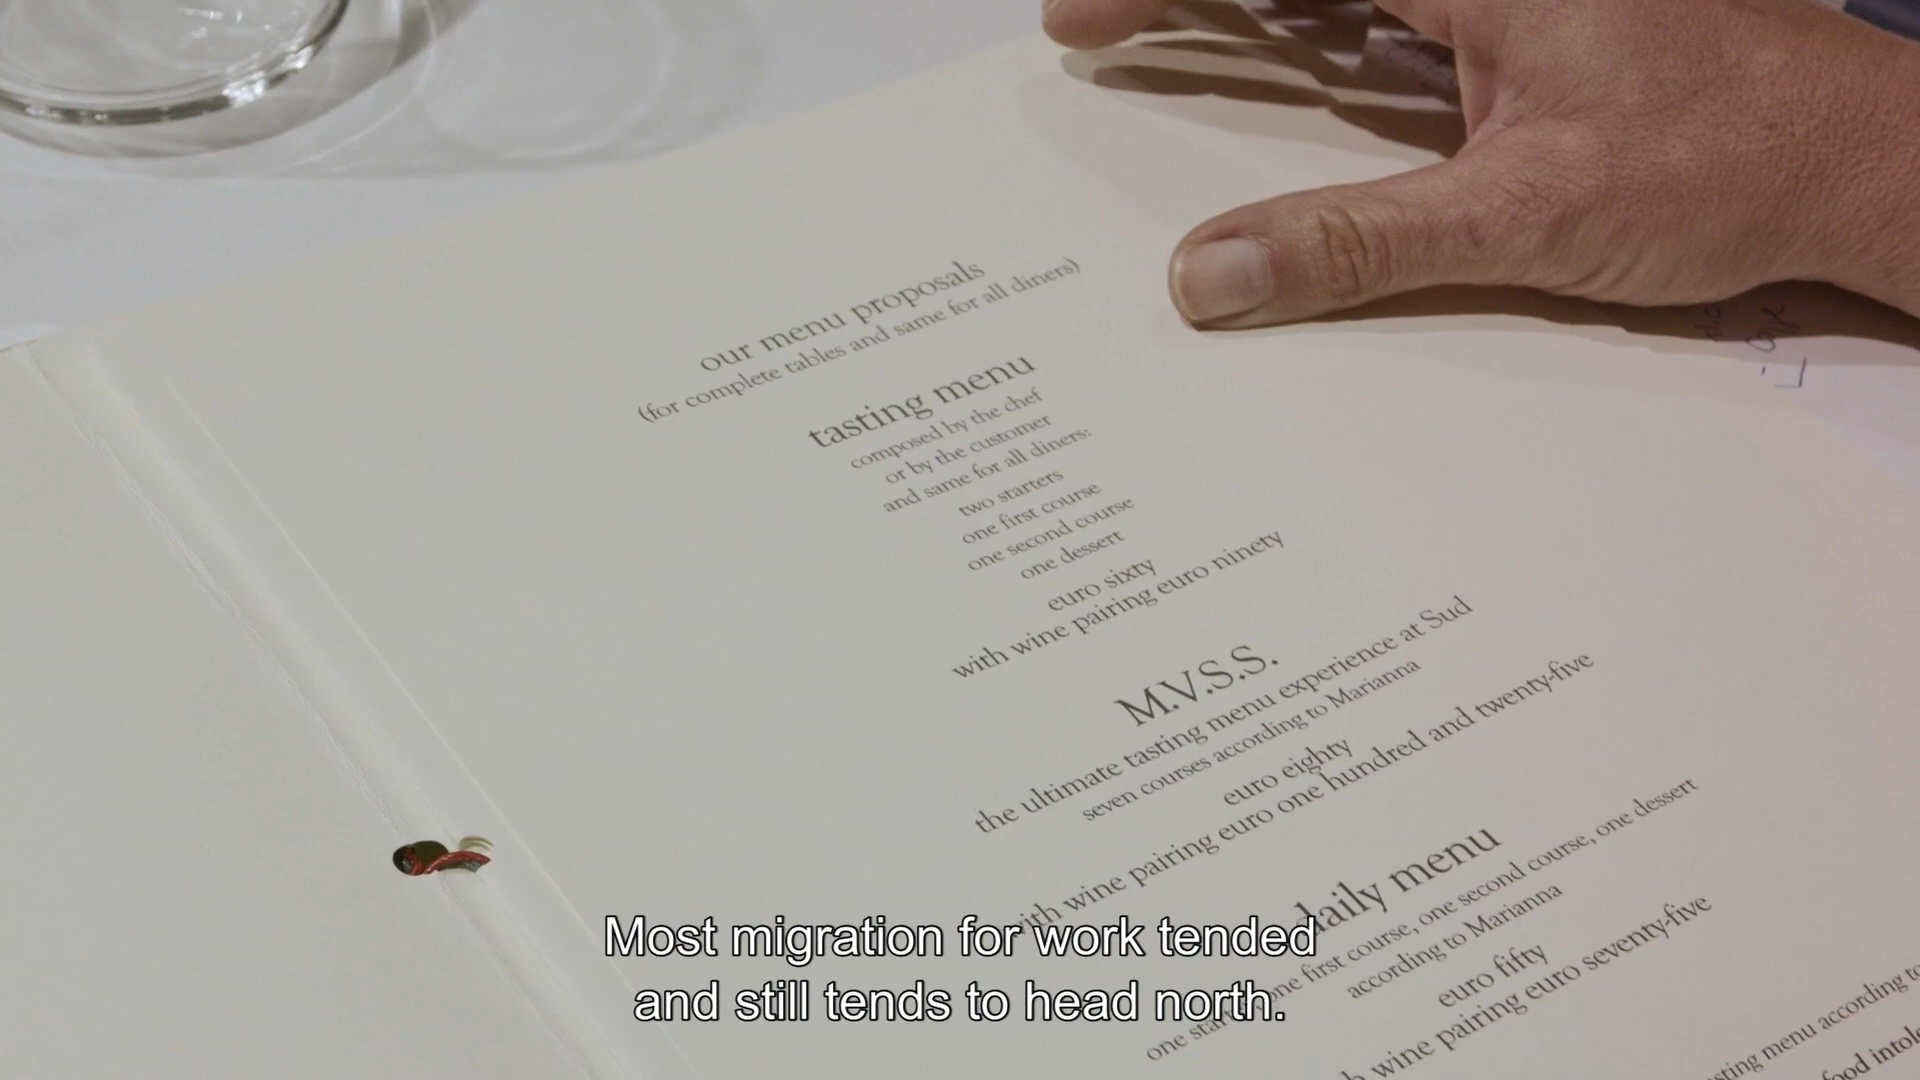 our menu proposals
(for complete tables and same for all diners)
tasting menu
composed by the chef
or by the customer
and same for all diners:
two starters
one first course
one second course
one dessert
euro sixty
with wine pairing euro ninety
M.V.S.S.
the ultimate tasting menu experience at Sud
seven courses according to Marianna
euro eighty
with wine pairing euro one hundred and twenty-five
daily menu
one first course, one second course, one dessert
according to Marianna
euro fifty
wine pairing euro seventy-five
menu according to
food
Most migration for work tended
and still tends to head north.